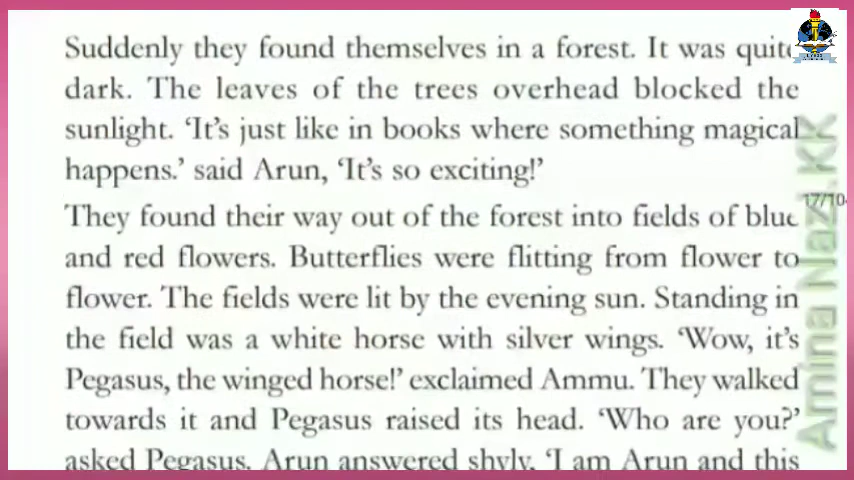 Suddenly they found themselves in a forest. It was quite
dark. The leaves of the trees overhead blocked the
sunlight. ‘It’s just like in books where something magical
happens.’ said Arun, ‘It’s so exciting!’
They found their way out of the forest into fields of blue
and red flowers. Butterflies were flitting from flower to
flower. The fields were lit by the evening sun. Standing in
the field was a white horse with silver wings. ‘Wow, it’s
Pegasus, the winged horse!’ exclaimed Ammu. They walked
towards it and Pegasus raised its head. ‘Who are you?’
asked Pegasus. Arun answered shyly, ‘I am Arun and this
17/10
Amina Nazi.KK